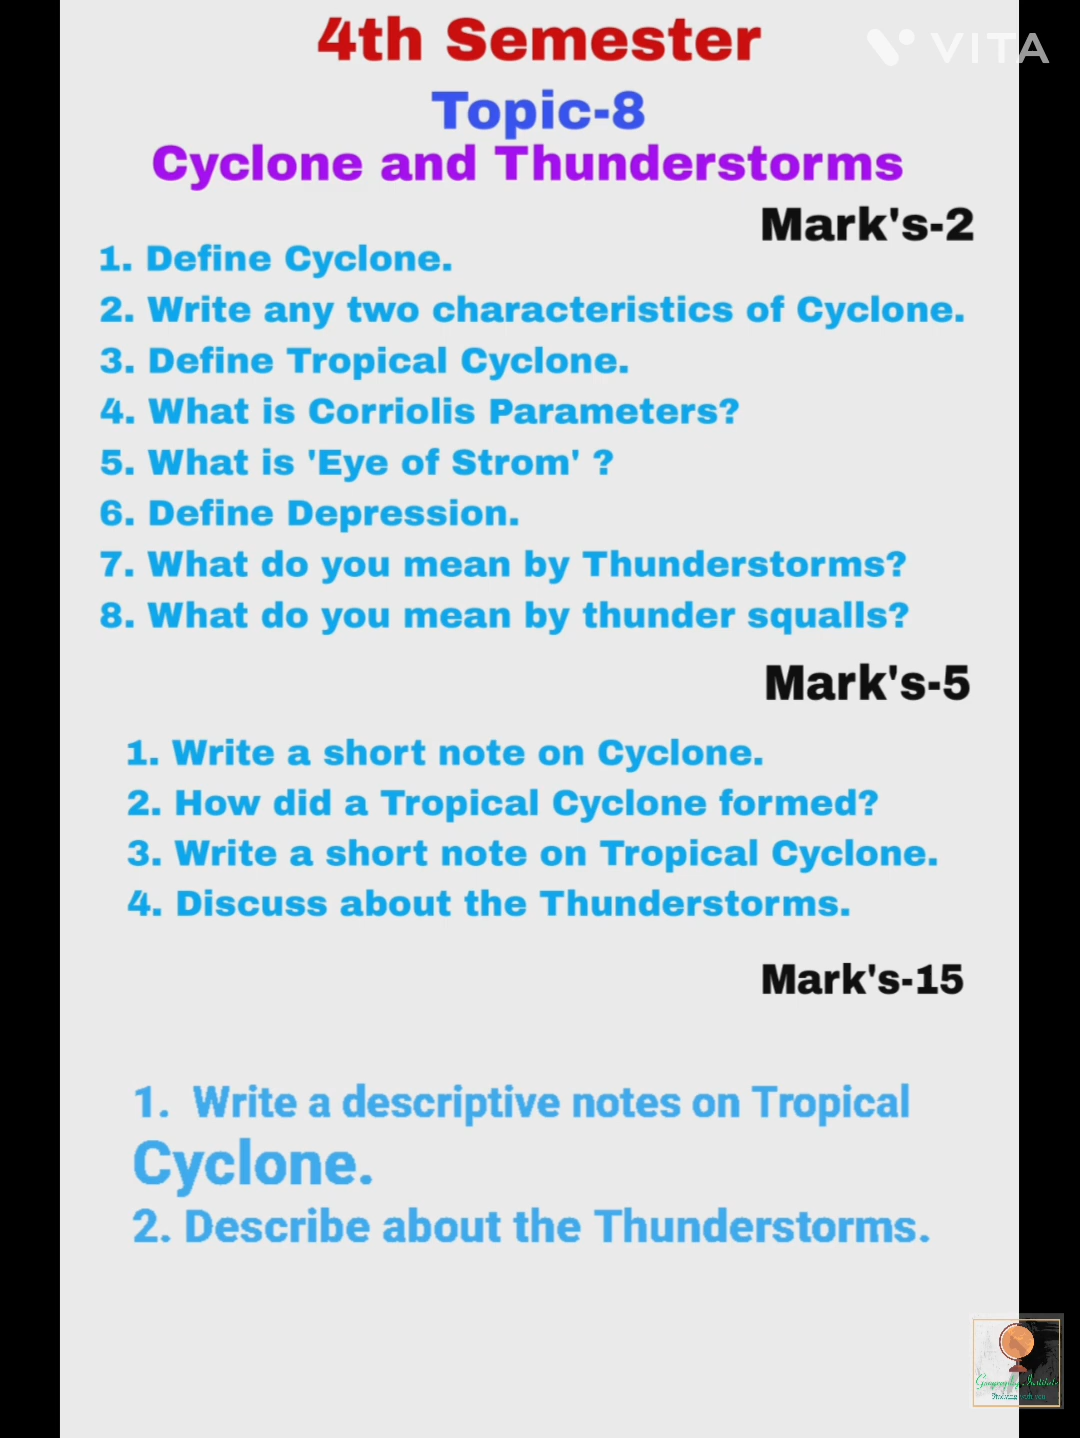 4th Semester
VITA
Topic-8
Cyclone and Thunderstorms
Mark's-2
1. Define Cyclone.
2. Write any two characteristics of Cyclone.
3. Define Tropical Cyclone.
4. What is Corriolis Parameters?
5. What is 'Eye of Strom' ?
6. Define Depression.
7. What do you mean by Thunderstorms?
8. What do you mean by thunder squalls?
Mark's-5
1. Write a short note on Cyclone.
2. How did a Tropical Cyclone formed?
3. Write a short note on Tropical Cyclone.
4. Discuss about the Thunderstorms.
Mark's-15
1. Write a descriptive notes on Tropical
Cyclone.
2. Describe about the Thunderstorms.
Geography Institute